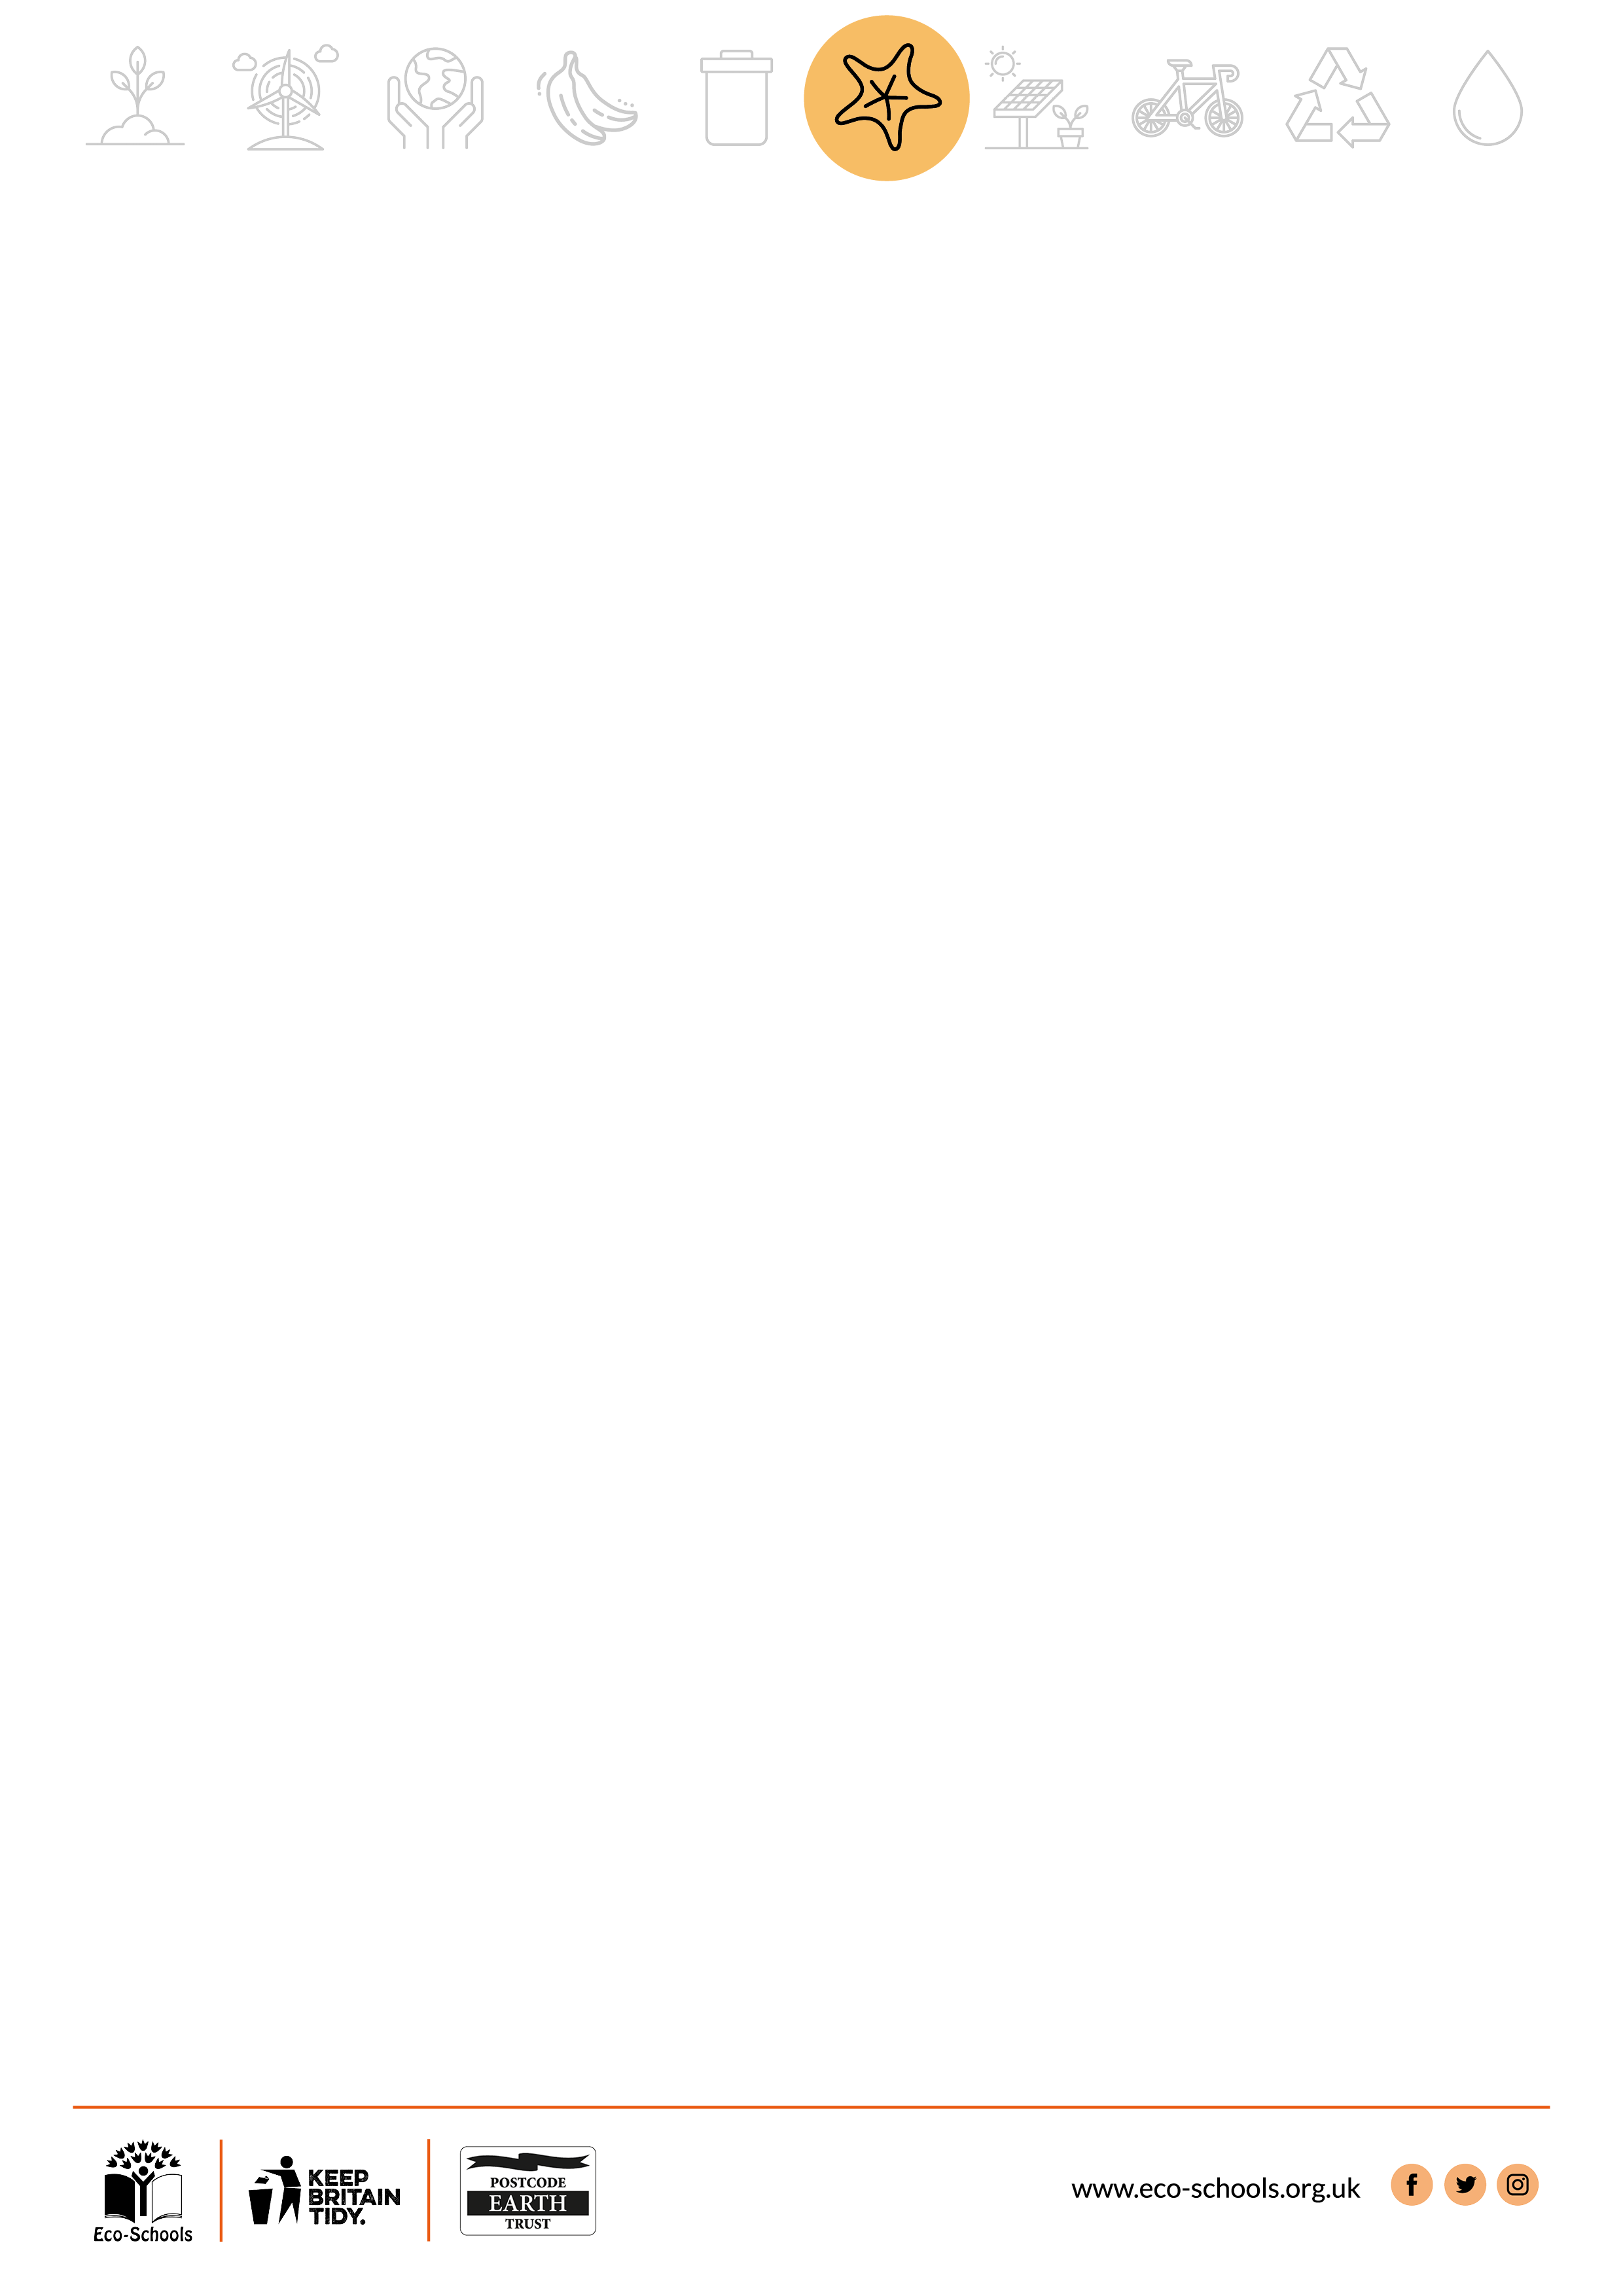 Eco-Schools
KEEP
BRITAIN
TIDY.
POSTCODE
EARTH
TRUST
www.eco-schools.org.uk